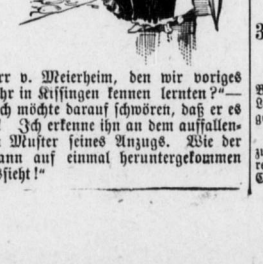 rr v. Meierheim, den wir voriges
hr in Kissingen kennen lernten?"—
ch möchte darauf schwören, daß er es
! Ich erkenne ihn an dem auffallen-
Muster seines Anzugs. Wie der
ann auf einmal heruntergekommen
sieht!"